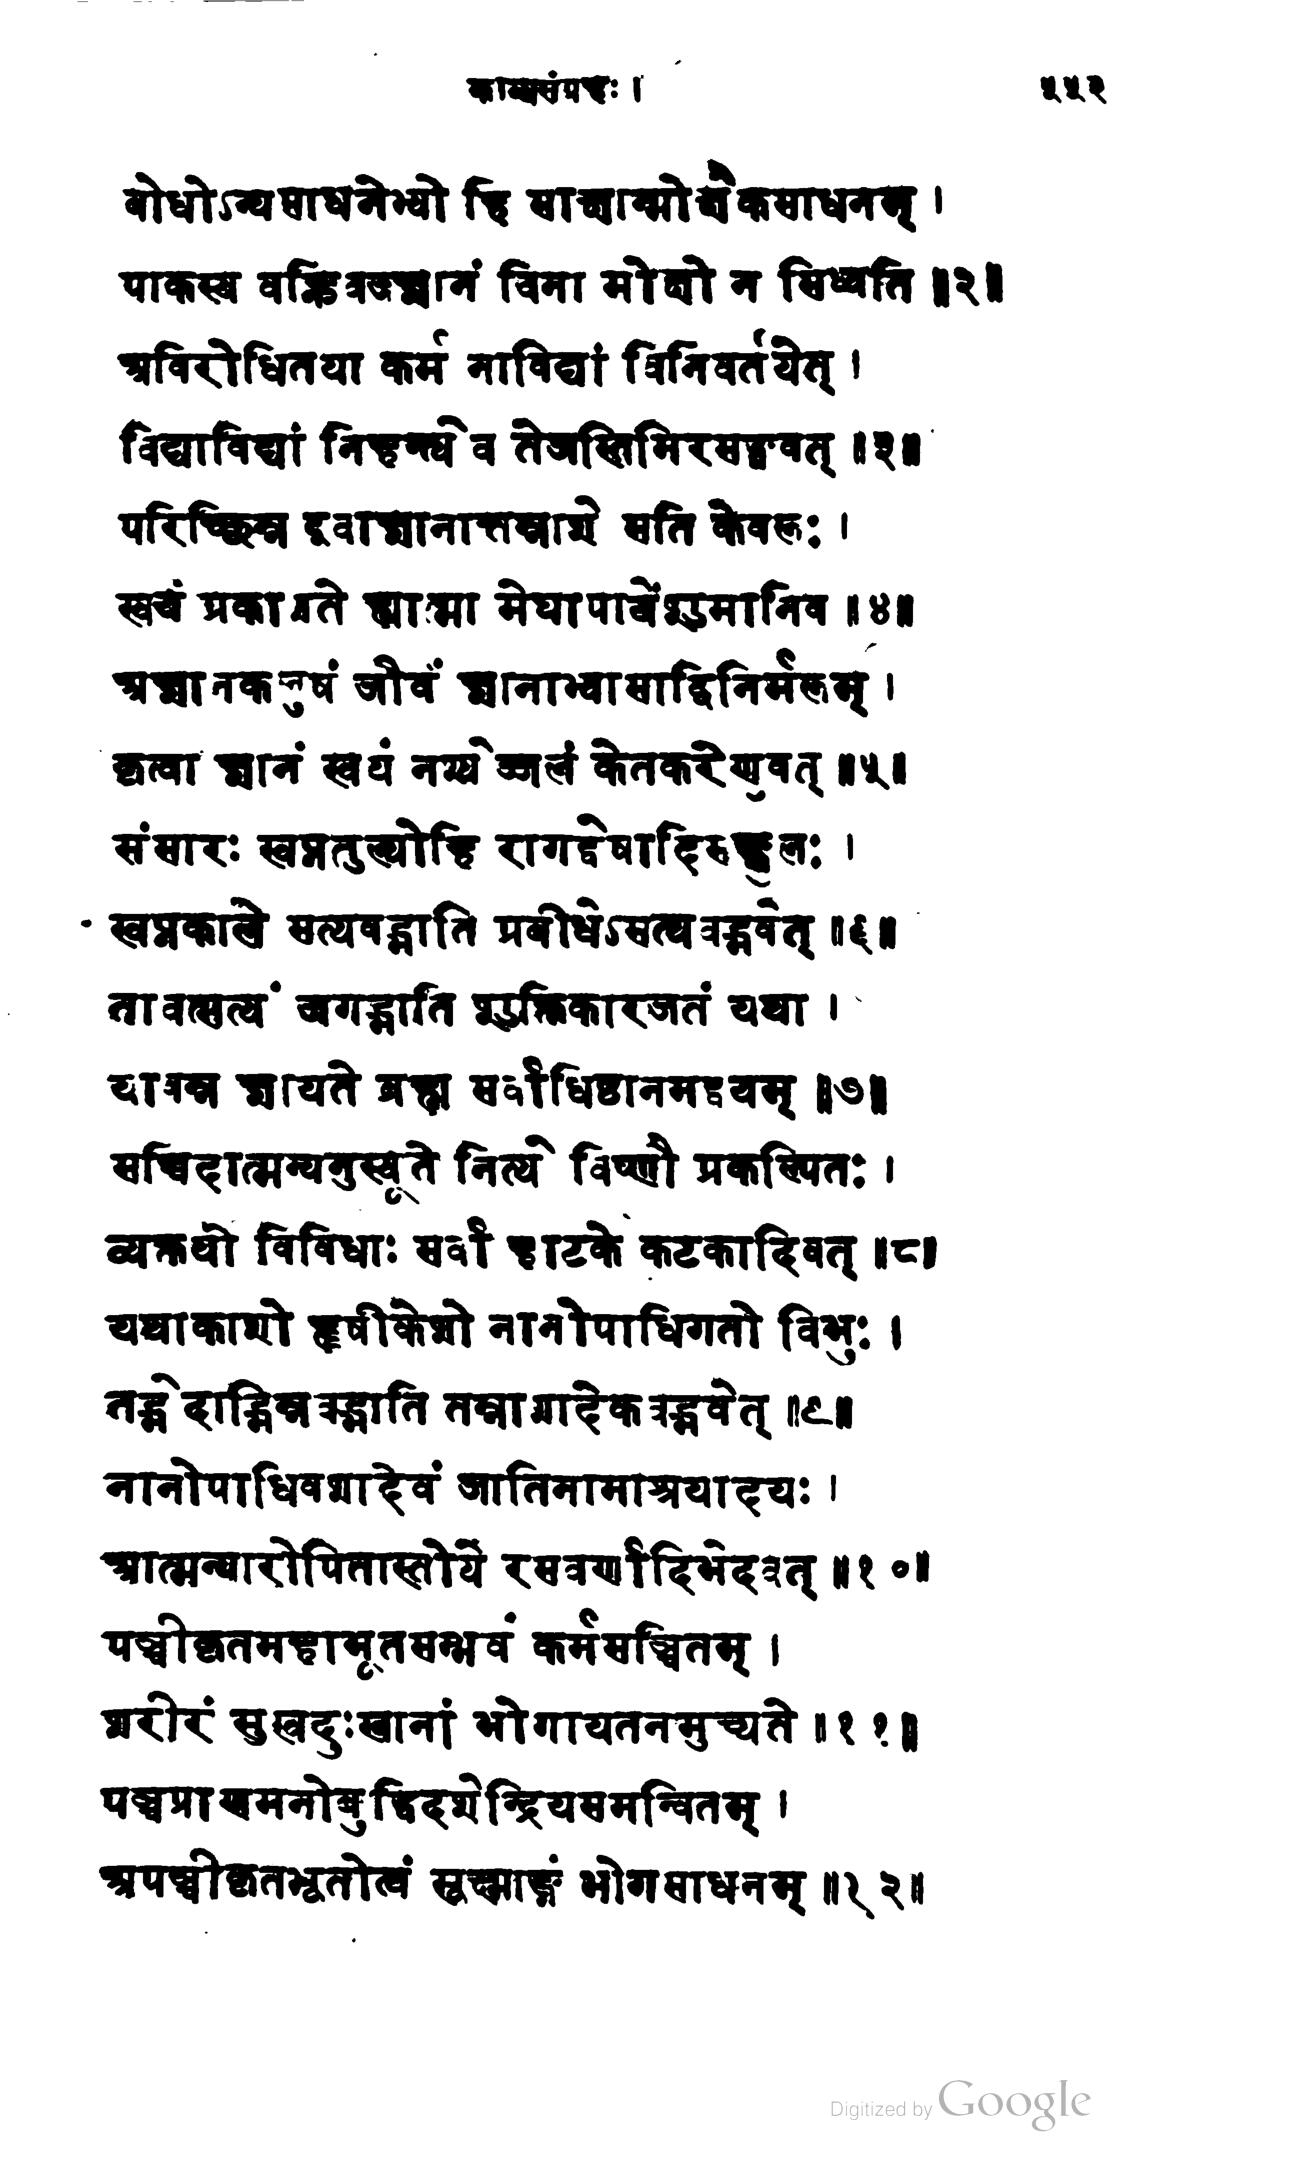 काव्यसंग्रहः । ५५३
बोधोऽन्यसाधनेभ्यो हि साक्षान्मोक्षैकसाधनम् ।
पाकस्य वह्निवज्ज्ञानं विना मोक्षो न सिध्यति ॥२॥
अविरोधितया कर्म नाविद्यां विनिवर्तयेत् ।
विद्याविद्यां निहन्त्येव तेजस्तिमिरसङ्घवत् ॥३॥
परिच्छिन्न इवाज्ञानात्तन्नाशे सति केवलः ।
स्वयं प्रकाशते ह्यात्मा मेघापायेंऽशुमानिव ॥४॥
अज्ञानकलुषं जीवं ज्ञानाभ्यासाद्विनिर्मलम् ।
कृत्वा ज्ञानं स्वयं नश्येज्जलं केतकरेणुवत् ॥५॥
संसारः स्वप्नतुल्योहि रागद्वेषादिसङ्कुलः ।
स्वप्नकाले सत्यवद्भाति प्रबोधेऽसत्यवद्भवेत् ॥६॥
तावत्सत्यं जगद्भाति शुक्तिकारजतं यथा ।
यावन्न ज्ञायते ब्रह्म सर्वाधिष्ठानमद्वयम् ॥७॥
सच्चिदात्मन्यनुस्यूते नित्ये विष्णौ प्रकल्पितः ।
व्यक्तयो विविधाः सर्वा हाटके कटकादिवत् ॥८॥
यथाकाशो हृषीकेशो नानोपाधिगतो विभुः ।
तद्भेदाद्भिन्नवद्भाति तन्नाशादेकवद्भवेत् ॥९॥
नानोपाधिवशादेवं जातिनामाश्रयादयः ।
आत्मन्यारोपितास्तोये रसवर्णादिभेदवत् ॥१०॥
पञ्चीकृतमहाभूतसम्भवं कर्मसञ्चितम् ।
शरीरं सुखदुःखानां भोगायतनमुच्यते ॥११॥
पञ्चप्राणमनोबुद्धिदशेन्द्रियसमन्वितम् ।
अपञ्चीकृतभूतोत्थं सूक्ष्माङ्गं भोगसाधनम् ॥१२॥
Digitized by Google